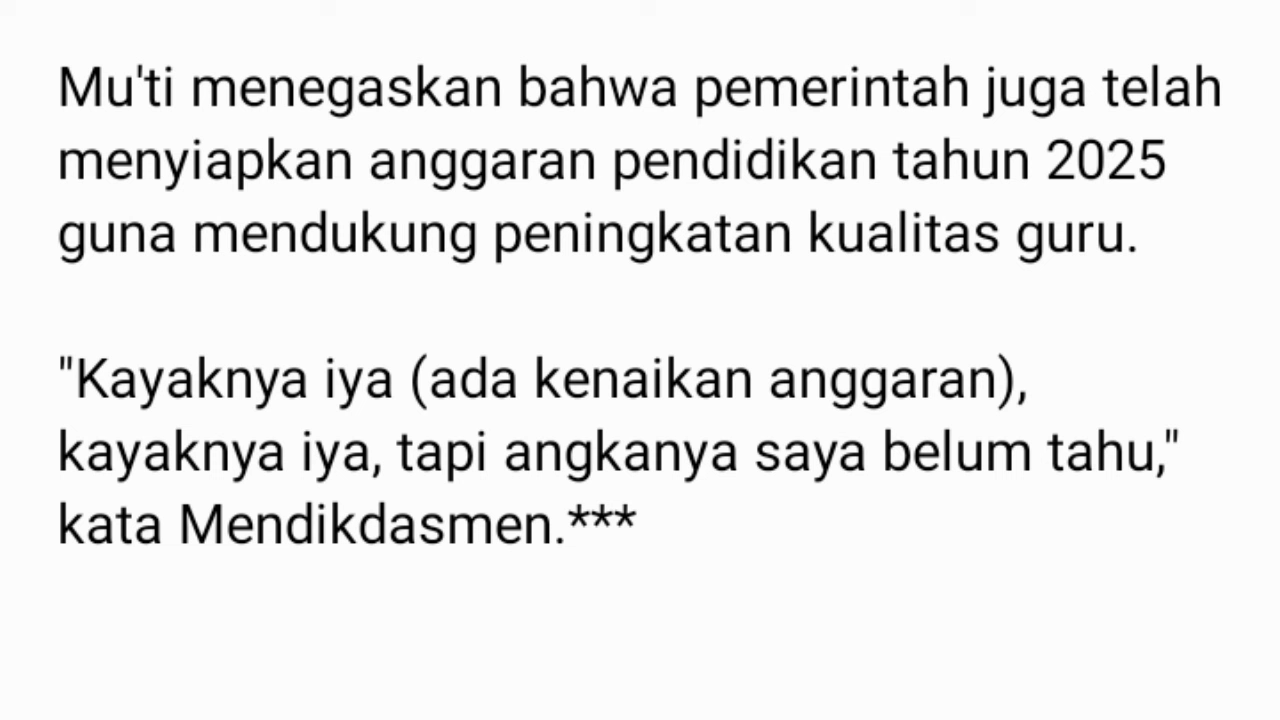 Mu'ti menegaskan bahwa pemerintah juga telah
menyiapkan anggaran pendidikan tahun 2025
guna mendukung peningkatan kualitas guru.
"Kayaknya iya (ada kenaikan anggaran),
kayaknya iya, tapi angkanya saya belum tahu,"
kata Mendikdasmen.***